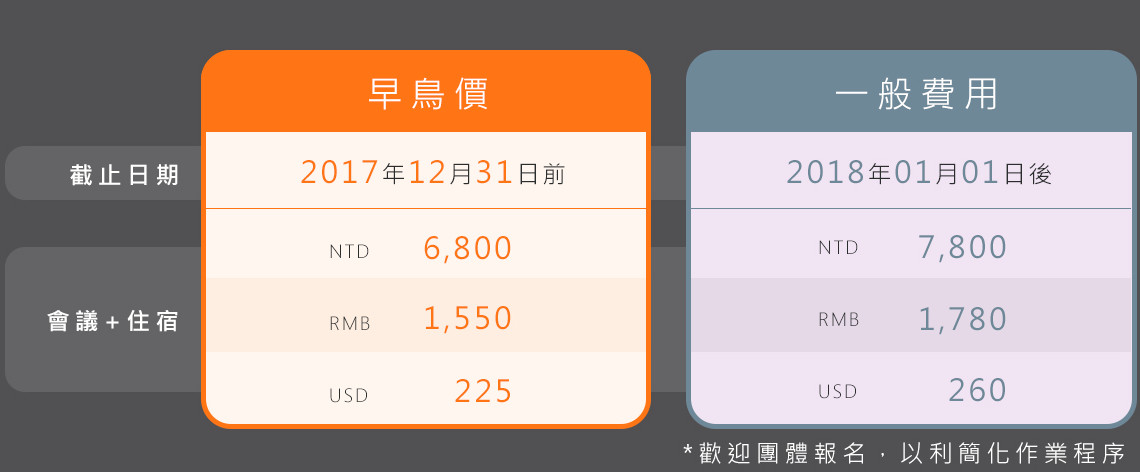 早鳥價 一般費用
截止日期 2017年12月31日前 2018年01月01日後
NTD 6,800 NTD 7,800
會議+住宿 RMB 1,550 RMB 1,780
USD 225 USD 260
*歡迎團體報名，以利簡化作業程序